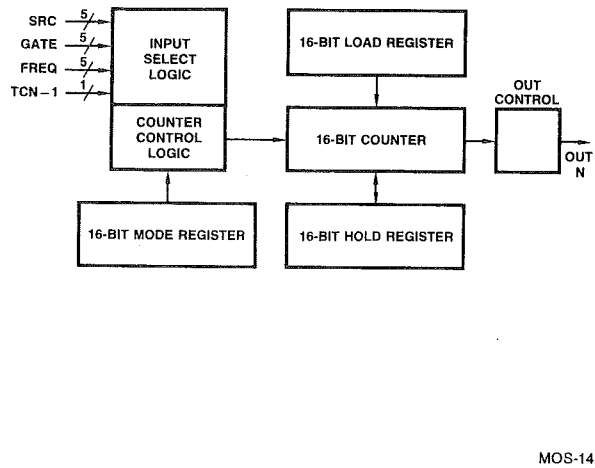 SRC 5
GATE 5
FREQ 5
TCN–1 1
INPUT
SELECT
LOGIC
COUNTER
CONTROL
LOGIC
16-BIT MODE REGISTER
16-BIT LOAD REGISTER
16-BIT COUNTER
16-BIT HOLD REGISTER
OUT
CONTROL
OUT
N
MOS-14